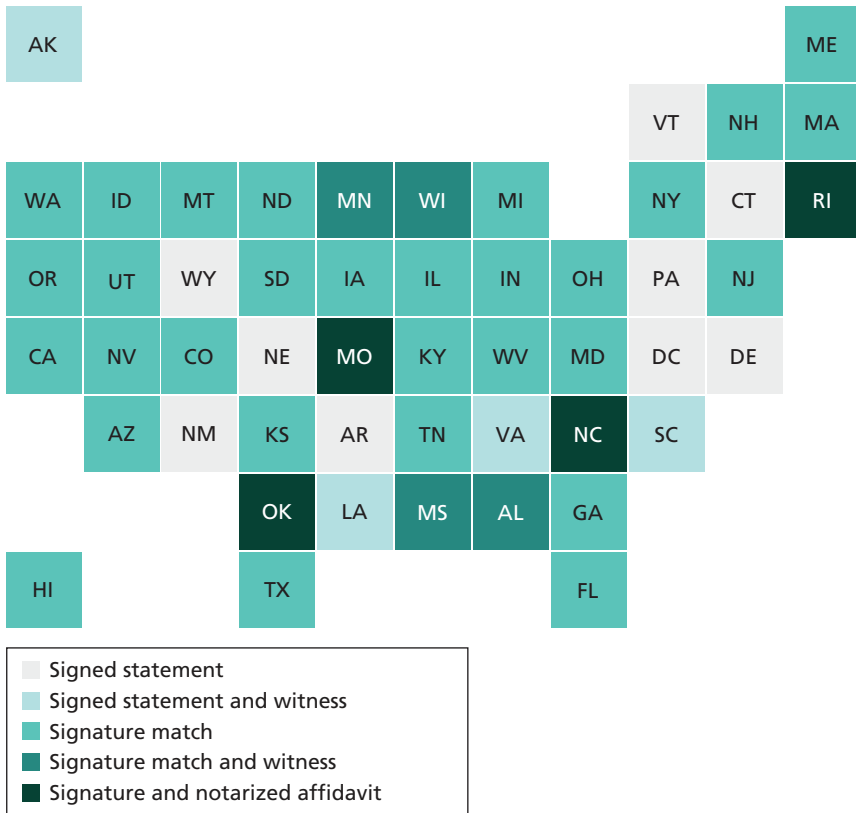 AK ME
VT NH MA
WA ID MT ND MN WI MI NY CT RI
OR UT WY SD IA IL IN OH PA NJ
CA NV CO NE MO KY WV MD DC DE
AZ NM KS AR TN VA NC SC
OK LA MS AL GA
HI TX FL
Signed statement
Signed statement and witness
Signature match
Signature match and witness
Signature and notarized affidavit